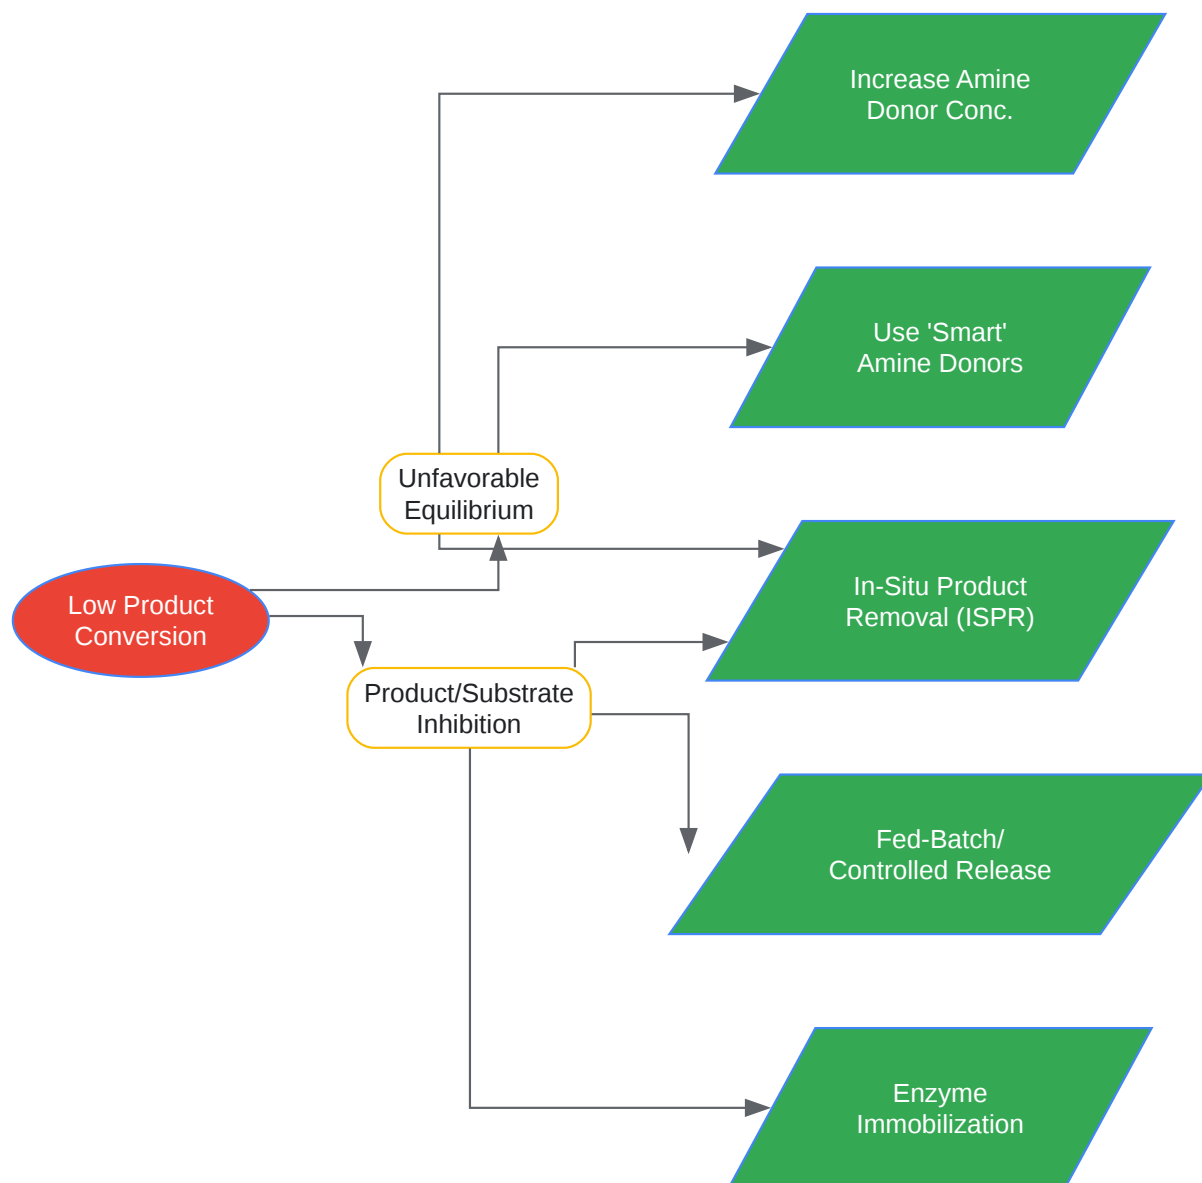 Increase Amine
Donor Conc.
Use 'Smart'
Amine Donors
Unfavorable
Equilibrium
In-Situ Product
Removal (ISPR)
Low Product
Conversion
Product/Substrate
Inhibition
Fed-Batch/
Controlled Release
Enzyme
Immobilization